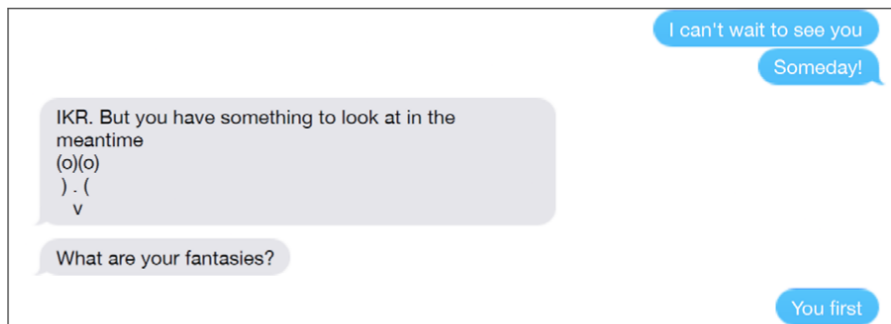 I can't wait to see you
Someday!
IKR. But you have something to look at in the
meantime
(o)(o)
 ) . (
   v
What are your fantasies?
You first